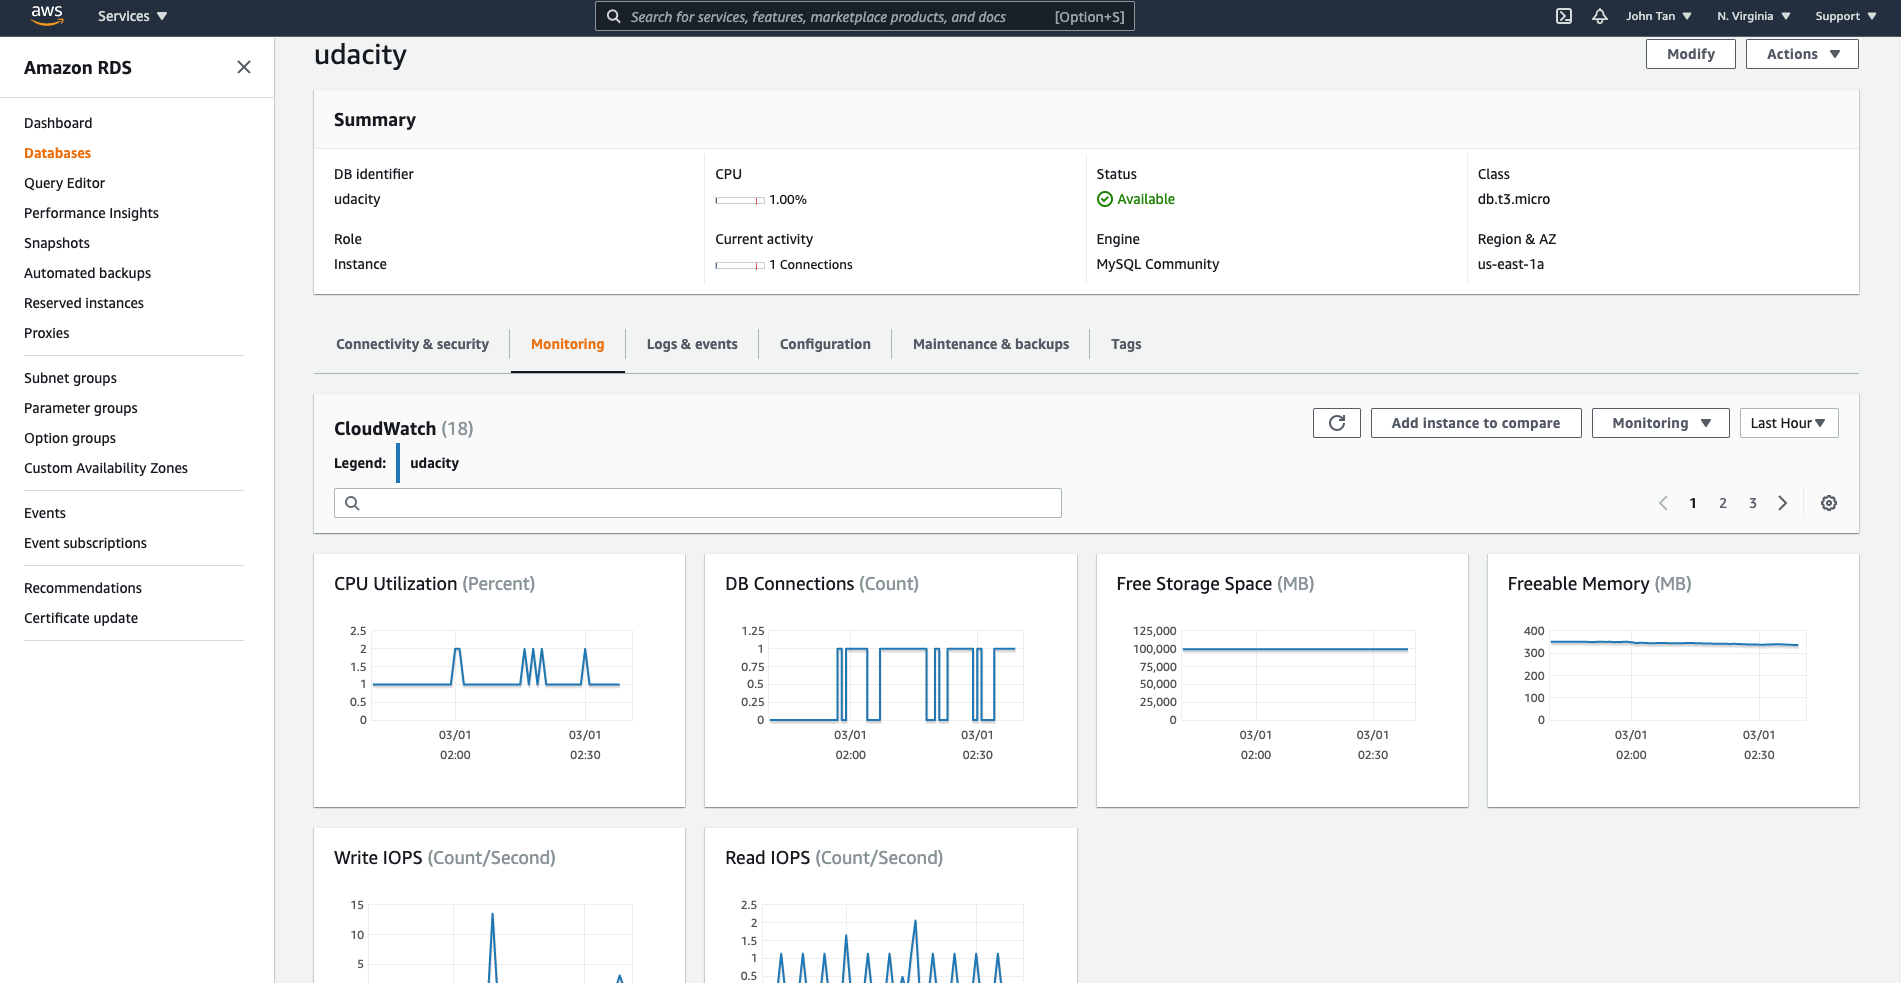 aws
Services ▼
Search for services, features, marketplace products, and docs
[Option+S]
John Tan ▼
N. Virginia ▼
Support ▼
Amazon RDS
Dashboard
Databases
Query Editor
Performance Insights
Snapshots
Automated backups
Reserved instances
Proxies
Subnet groups
Parameter groups
Option groups
Custom Availability Zones
Events
Event subscriptions
Recommendations
Certificate update
udacity
Modify
Actions ▼
Summary
DB identifier
udacity
CPU
1.00%
Status
Available
Class
db.t3.micro
Role
Instance
Current activity
1 Connections
Engine
MySQL Community
Region & AZ
us-east-1a
Connectivity & security
Monitoring
Logs & events
Configuration
Maintenance & backups
Tags
CloudWatch (18)
Add instance to compare
Monitoring ▼
Last Hour ▼
Legend:
udacity
1
2
3
CPU Utilization (Percent)
2.5
2
1.5
1
0.5
0
03/01
02:00
03/01
02:30
DB Connections (Count)
1.25
1
0.75
0.5
0.25
0
03/01
02:00
03/01
02:30
Free Storage Space (MB)
125,000
100,000
75,000
50,000
25,000
0
03/01
02:00
03/01
02:30
Freeable Memory (MB)
400
300
200
100
0
03/01
02:00
03/01
02:30
Write IOPS (Count/Second)
15
10
5
Read IOPS (Count/Second)
2.5
2
1.5
1
0.5